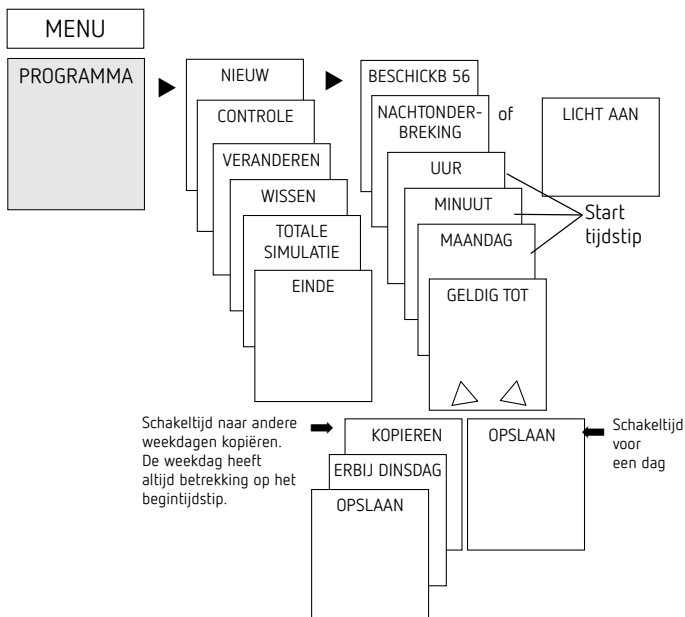 MENU
PROGRAMMA
NIEUW
CONTROLE
VERANDEREN
WISSEN
TOTALE
SIMULATIE
EINDE
BESCHICKB 56
NACHTONDER-
BREKING
of
LICHT AAN
UUR
MINUUT
MAANDAG
Start
tijdstip
GELDIG TOT
Schakeltijd naar andere
weekdagen kopiëren.
De weekdag heeft
altijd betrekking op het
begintijdstip.
KOPIEREN
ERBIJ DINSDAG
OPSLAAN
OPSLAAN
Schakeltijd
voor
een dag